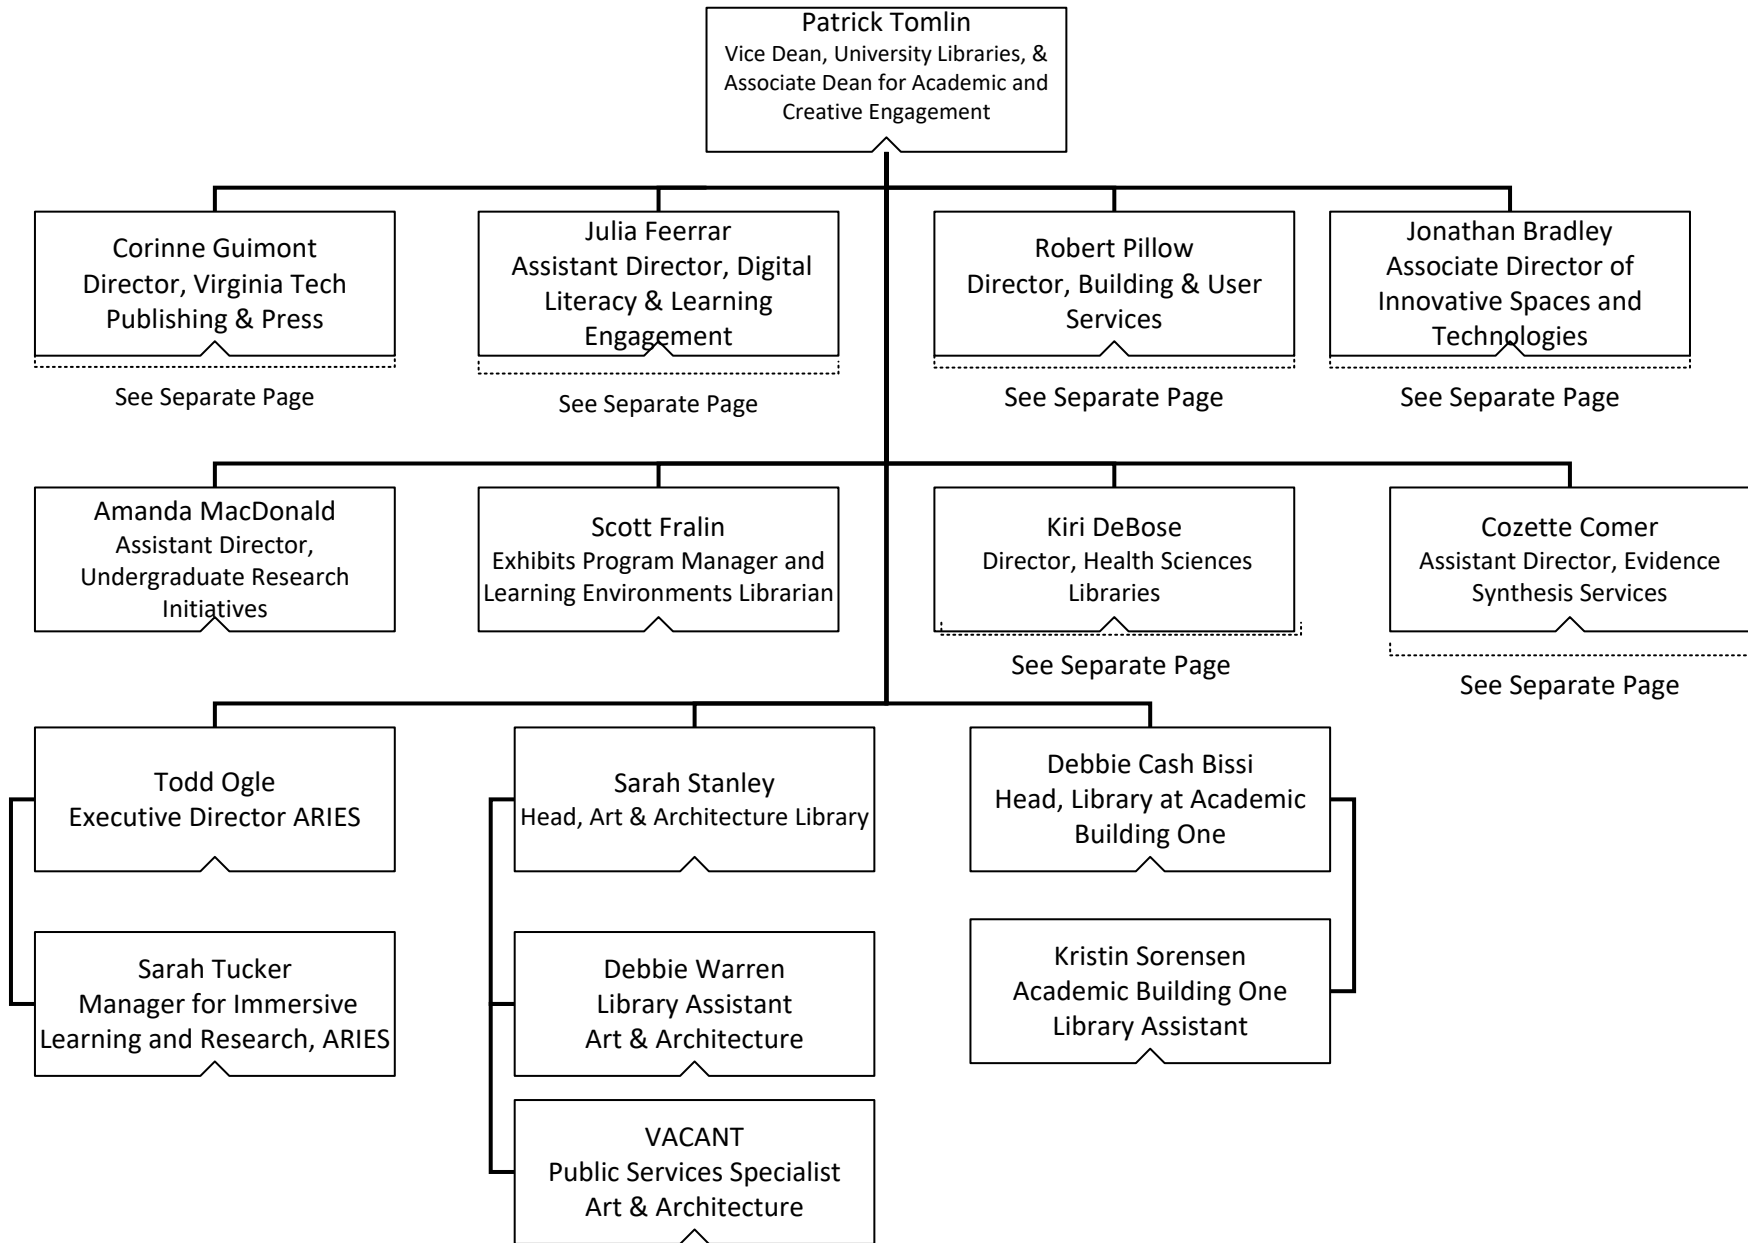 Patrick Tomlin
Vice Dean, University Libraries, &
Associate Dean for Academic and
Creative Engagement
Corinne Guimont
Director, Virginia Tech
Publishing & Press
See Separate Page
Julia Feerrar
Assistant Director, Digital
Literacy & Learning
Engagement
See Separate Page
Robert Pillow
Director, Building & User
Services
See Separate Page
Jonathan Bradley
Associate Director of
Innovative Spaces and
Technologies
See Separate Page
Amanda MacDonald
Assistant Director,
Undergraduate Research
Initiatives
Scott Fralin
Exhibits Program Manager and
Learning Environments Librarian
Kiri DeBose
Director, Health Sciences
Libraries
See Separate Page
Cozette Comer
Assistant Director, Evidence
Synthesis Services
See Separate Page
Todd Ogle
Executive Director ARIES
Sarah Tucker
Manager for Immersive
Learning and Research, ARIES
Sarah Stanley
Head, Art & Architecture Library
Debbie Warren
Library Assistant
Art & Architecture
VACANT
Public Services Specialist
Art & Architecture
Debbie Cash Bissi
Head, Library at Academic
Building One
Kristin Sorensen
Academic Building One
Library Assistant